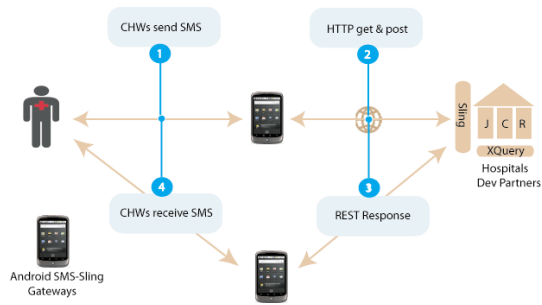 CHWs send SMS
HTTP get & post
1
2
Sling
J C R
XQuery
Hospitals
Dev Partners
4
3
CHWs receive SMS
REST Response
Android SMS-Sling
Gateways